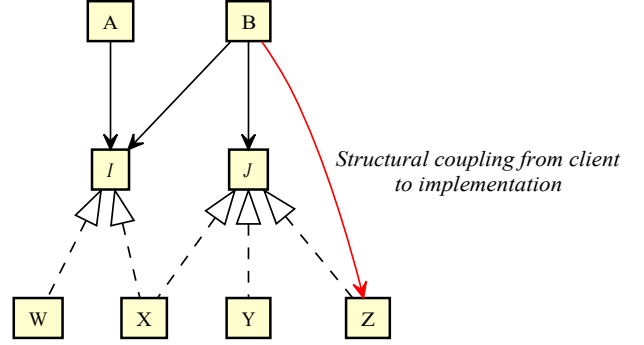 A
B
I
J
Structural coupling from client
to implementation
W
X
Y
Z